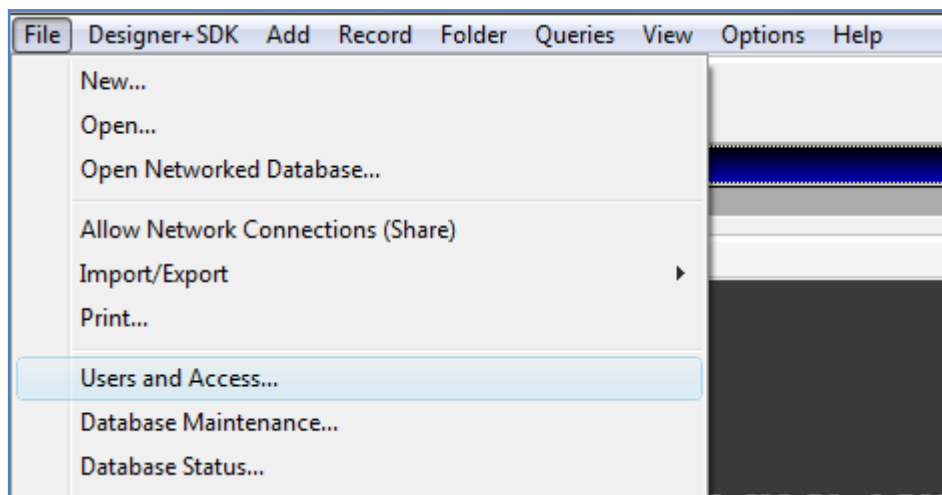 File Designer+SDK Add Record Folder Queries View Options Help
New...
Open...
Open Networked Database...
Allow Network Connections (Share)
Import/Export
Print...
Users and Access...
Database Maintenance...
Database Status...